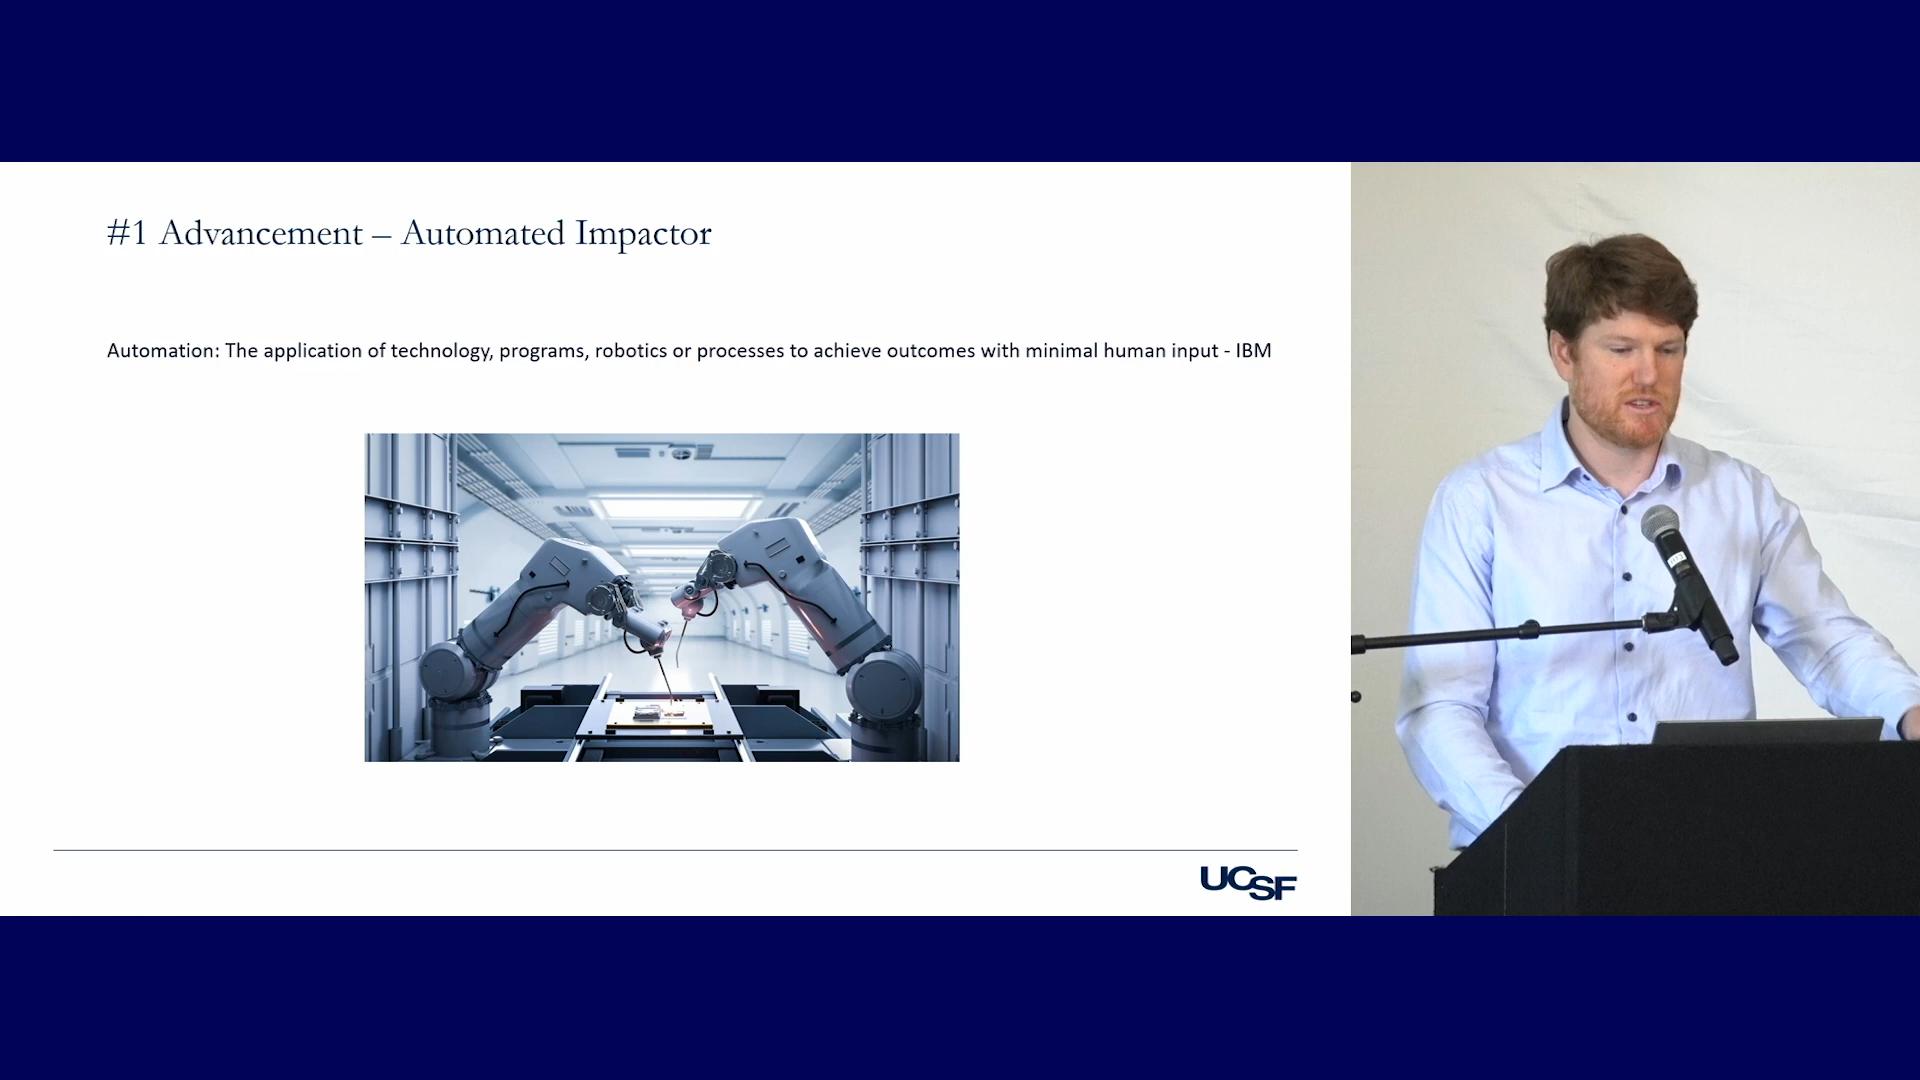 #1 Advancement – Automated Impactor
Automation: The application of technology, programs, robotics or processes to achieve outcomes with minimal human input - IBM
UCSF